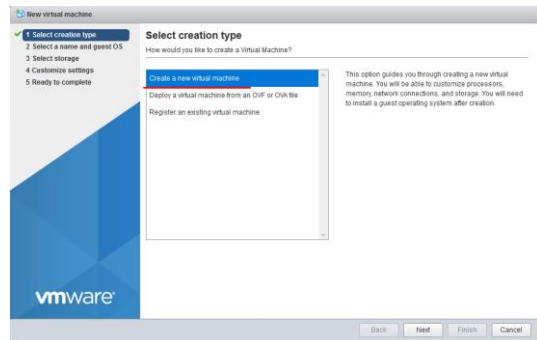 New virtual machine
1 Select creation type
2 Select a name and guest OS
3 Select storage
4 Customize settings
5 Ready to complete
Select creation type
How would you like to create a Virtual Machine?
Create a new virtual machine
Deploy a virtual machine from an OVF or OVA file
Register an existing virtual machine
This option guides you through creating a new virtual
machine. You will be able to customize processors,
memory, network connections, and storage. You will need
to install a guest operating system after creation.
vmware
Back Next Finish Cancel